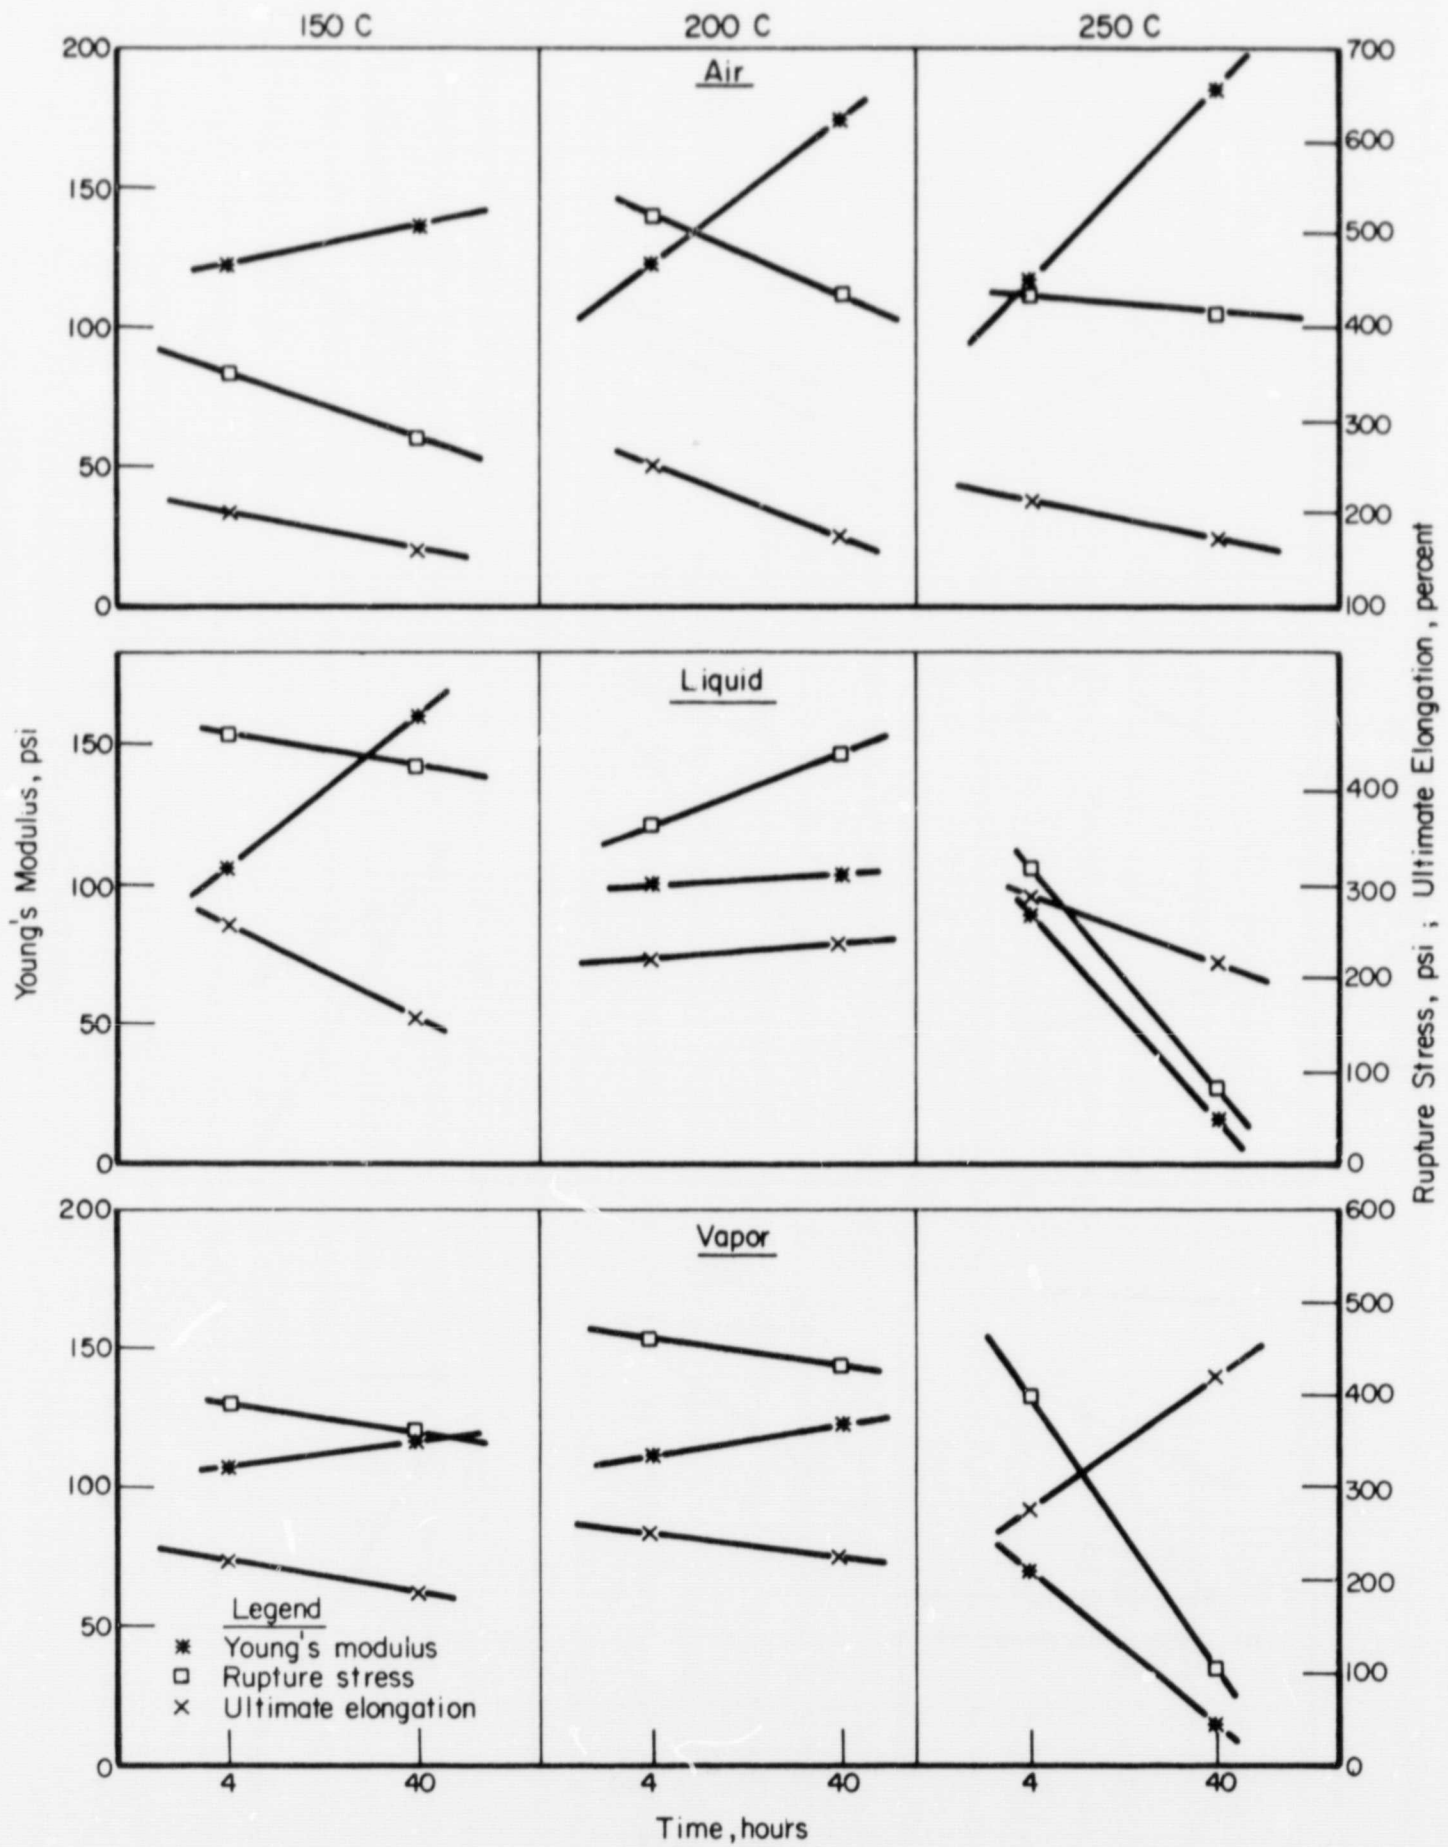 150 C 200 C 250 C
200 700
Air
600
150
500
100 400
300
50
200
0 100
Liquid
150
400
100 300
200
50
100
0 0
Young's Modulus, psi
Rupture Stress, psi ; Ultimate Elongation, percent
200 600
Vapor
500
150
400
100 300
200
Legend
50
Young's modulus
Rupture stress
100
Ultimate elongation
0 0
4 40 4 40 4 40
Time, hours